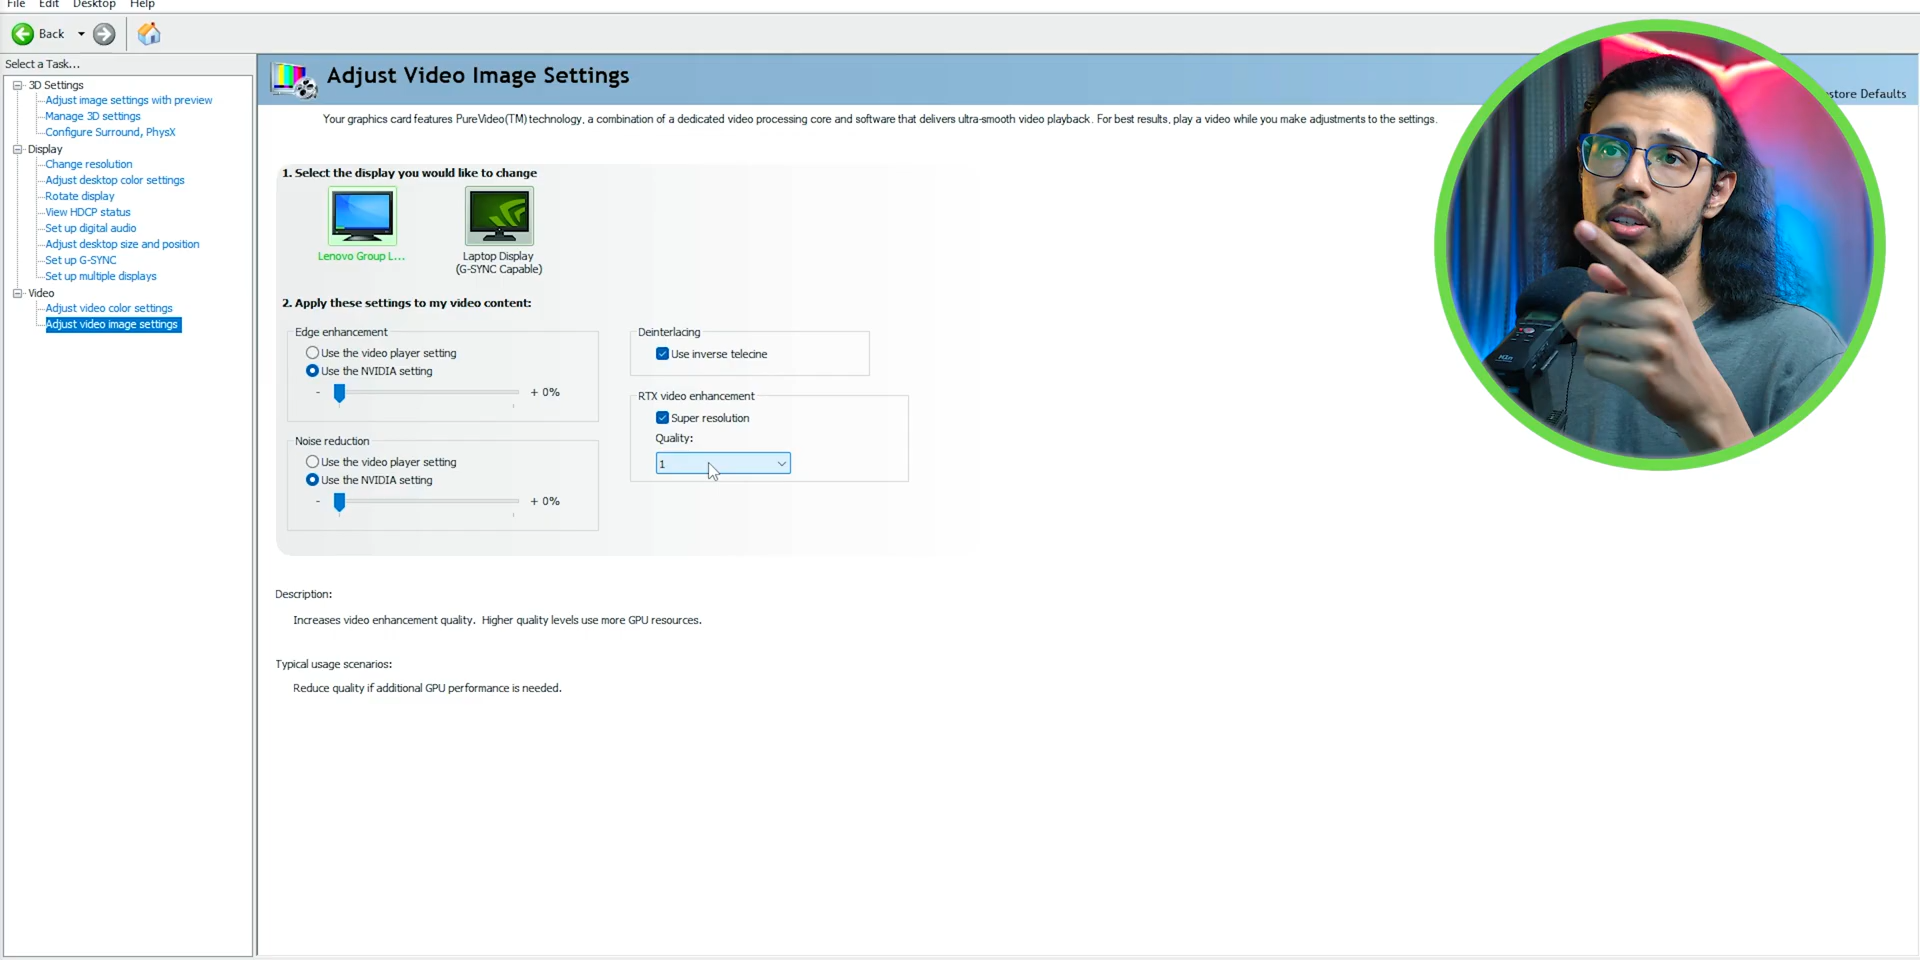 File Edit Desktop Help
Back
Select a Task...
3D Settings
Adjust image settings with preview
Manage 3D settings
Configure Surround, PhysX
Display
Change resolution
Adjust desktop color settings
Rotate display
View HDCP status
Set up digital audio
Adjust desktop size and position
Set up G-SYNC
Set up multiple displays
Video
Adjust video color settings
Adjust video image settings
Adjust Video Image Settings
Defaults
Your graphics card features PureVideo(TM) technology, a combination of a dedicated video processing core and software that delivers ultra-smooth video playback. For best results, play a video while you make adjustments to the settings.
1. Select the display you would like to change
Lenovo Group L...
Laptop Display
(G-SYNC Capable)
2. Apply these settings to my video content:
Edge enhancement
Use the video player setting
Use the NVIDIA setting
- + 0%
Noise reduction
Use the video player setting
Use the NVIDIA setting
- + 0%
Deinterlacing
Use inverse telecine
RTX video enhancement
Super resolution
Quality:
1
Description:
Increases video enhancement quality. Higher quality levels use more GPU resources.
Typical usage scenarios:
Reduce quality if additional GPU performance is needed.